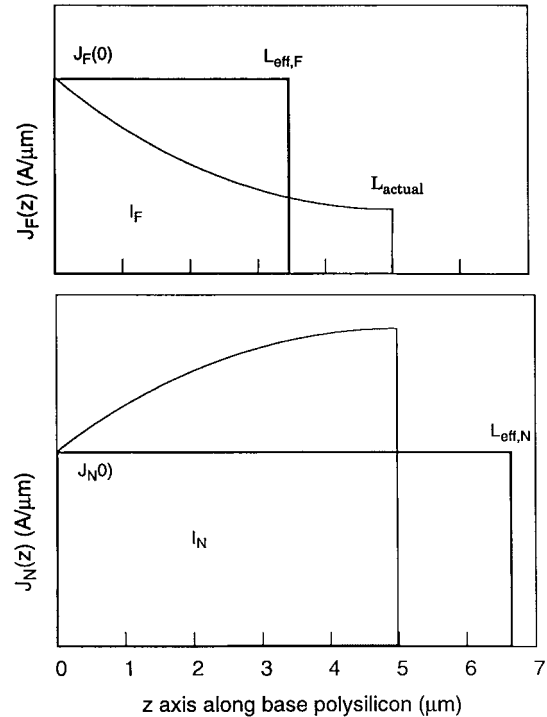 J_F(0)
L_eff,F
L_actual
I_F
J_F(z) (A/μm)
L_eff,N
J_N0)
I_N
J_N(z) (A/μm)
0 1 2 3 4 5 6 7
z axis along base polysilicon (μm)